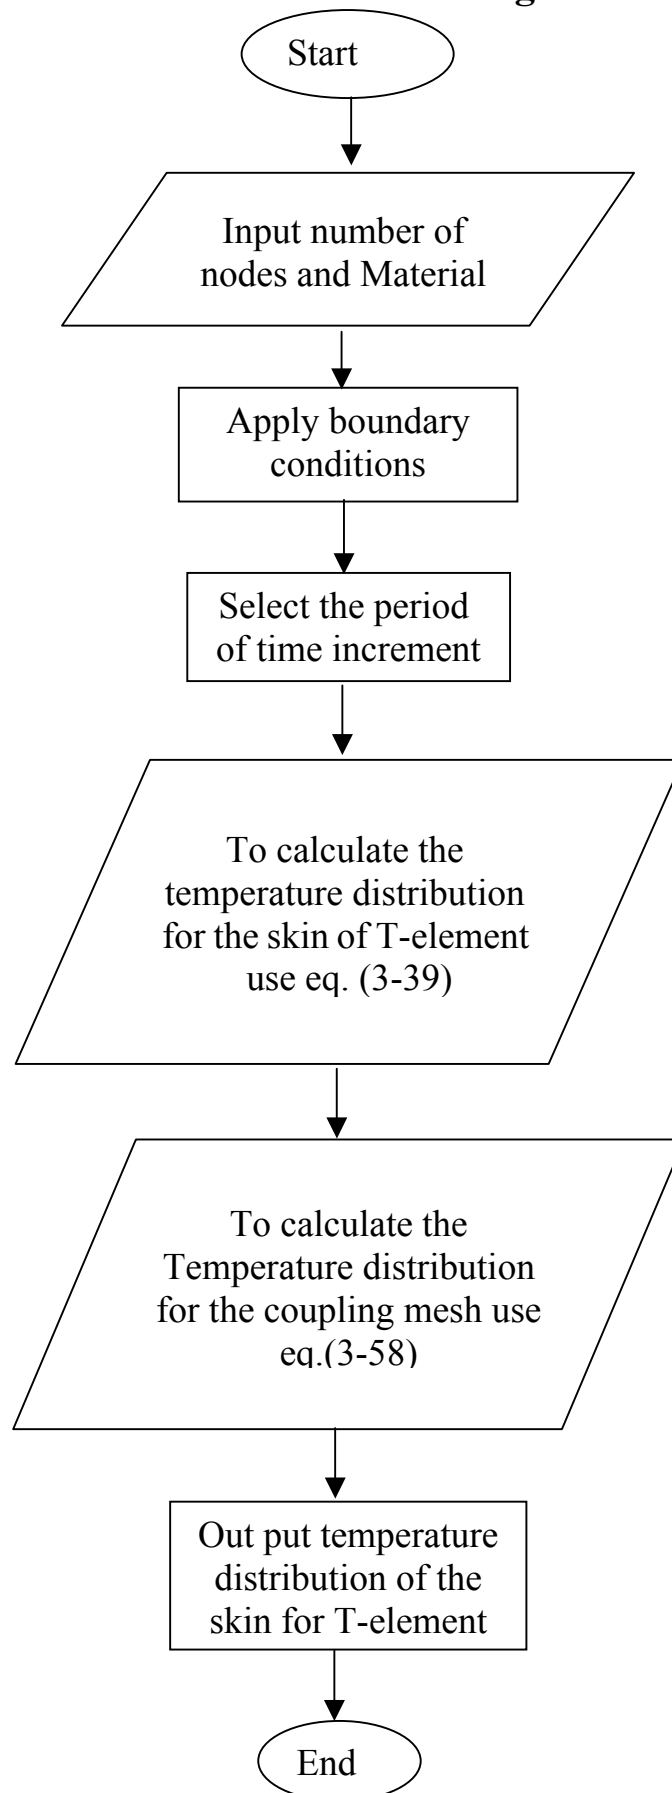 Start
Input number of
nodes and Material
Apply boundary
conditions
Select the period
of time increment
To calculate the
temperature distribution
for the skin of T-element
use eq. (3-39)
To calculate the
Temperature distribution
for the coupling mesh use
eq.(3-58)
Out put temperature
distribution of the
skin for T-element
End